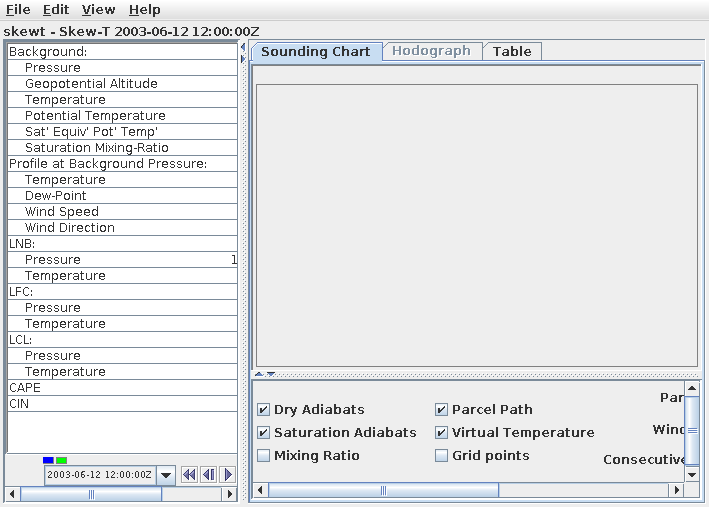 File Edit View Help
skewt - Skew-T 2003-06-12 12:00:00Z
Background:
Pressure
Geopotential Altitude
Temperature
Potential Temperature
Sat' Equiv' Pot' Temp'
Saturation Mixing-Ratio
Profile at Background Pressure:
Temperature
Dew-Point
Wind Speed
Wind Direction
LNB:
Pressure 1
Temperature
LFC:
Pressure
Temperature
LCL:
Pressure
Temperature
CAPE
CIN
2003-06-12 12:00:00Z
Sounding Chart Hodograph Table
Dry Adiabats Parcel Path Par
Saturation Adiabats Virtual Temperature Wind
Mixing Ratio Grid points Consecutive